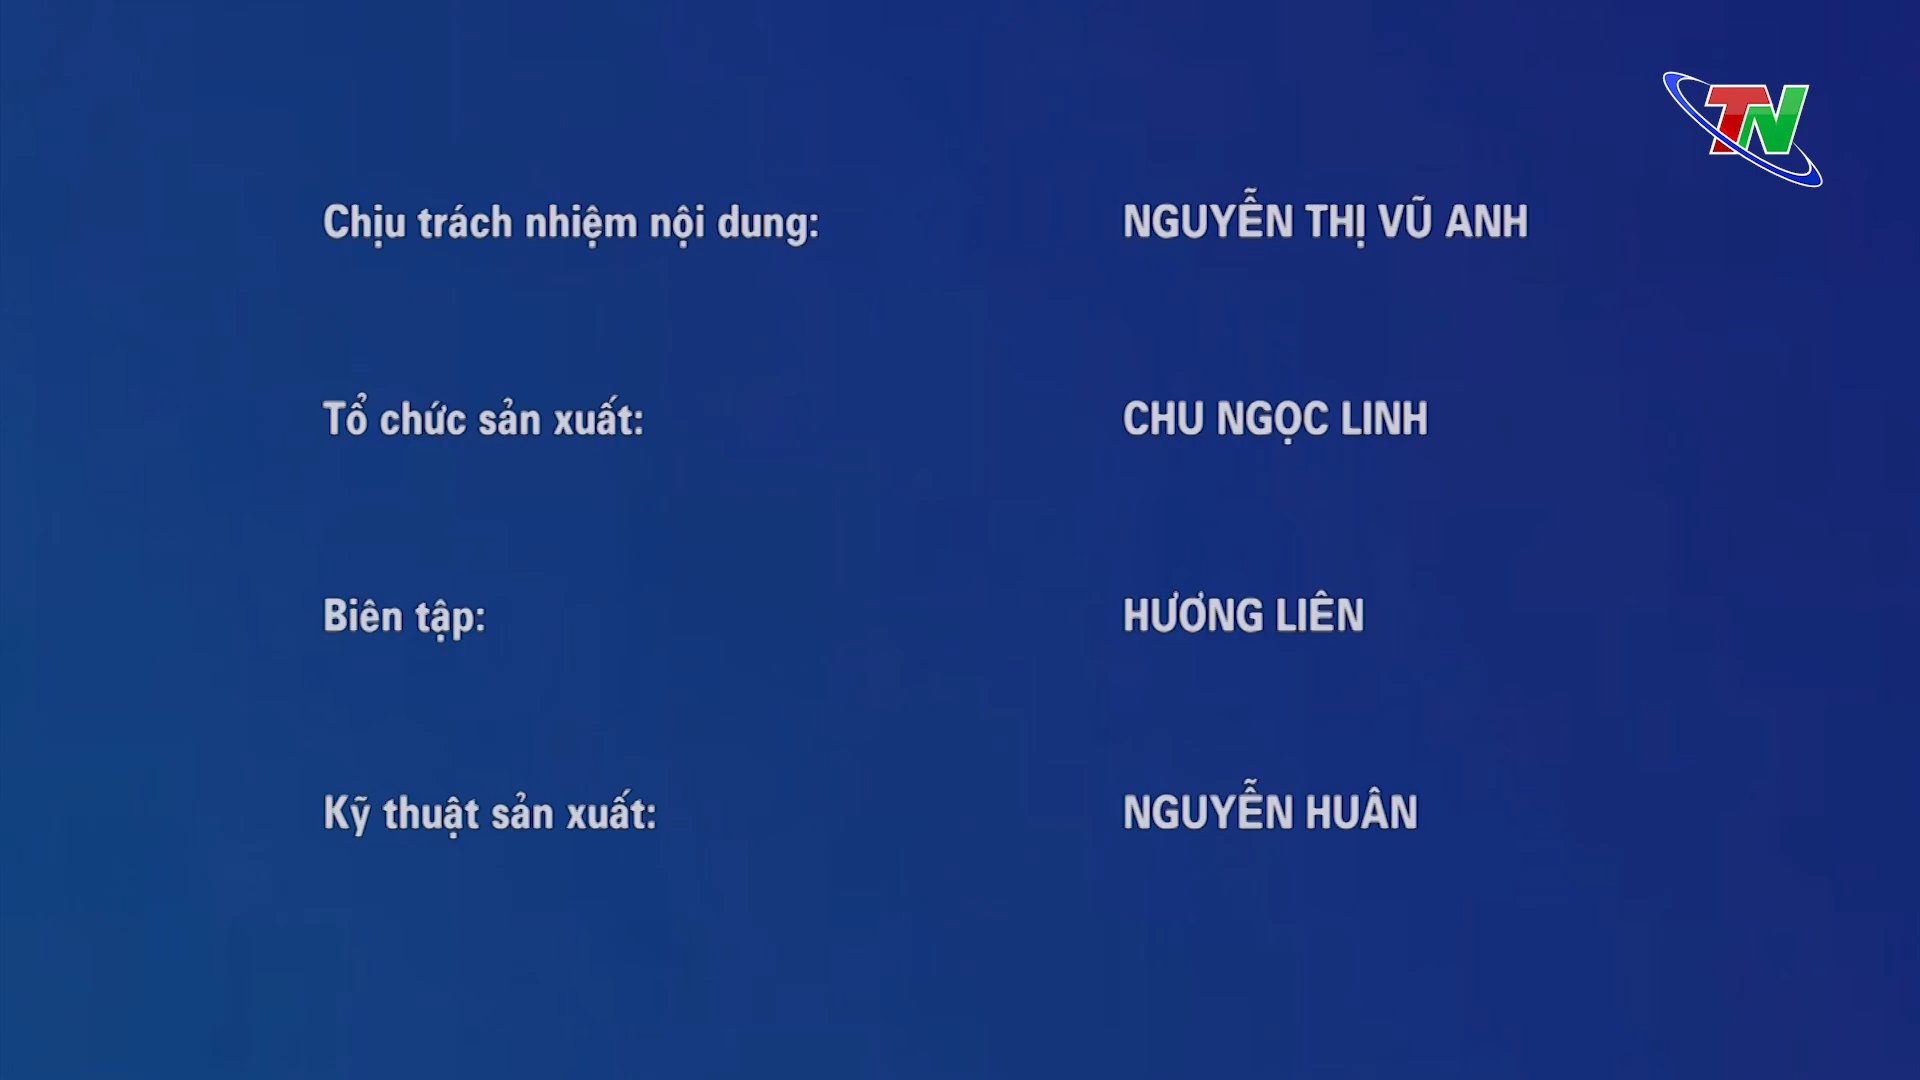 TN
Chịu trách nhiệm nội dung: NGUYỄN THỊ VŨ ANH
Tổ chức sản xuất: CHU NGỌC LINH
Biên tập: HƯƠNG LIÊN
Kỹ thuật sản xuất: NGUYỄN HUÂN